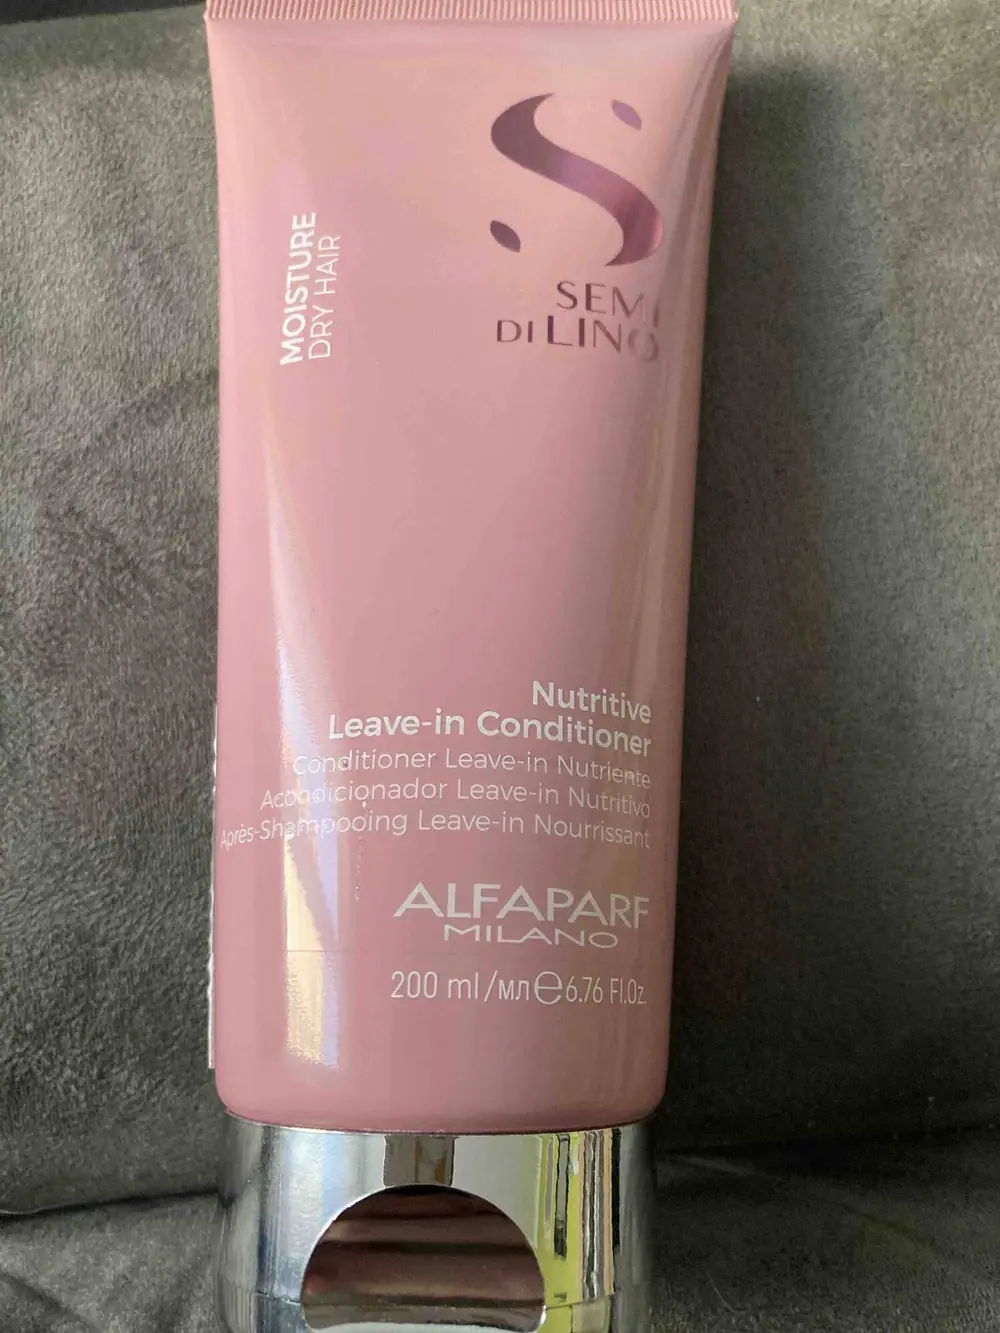 MOISTURE
DRY HAIR
SEMI
DI LINO
Nutritive
Leave-in Conditioner
Conditioner Leave-in Nutriente
Acondicionador Leave-in Nutritivo
Après-Shampooing Leave-in Nourrissant
ALFAPARF
MILANO
200 ml/мл℮6.76 Fl.Oz.